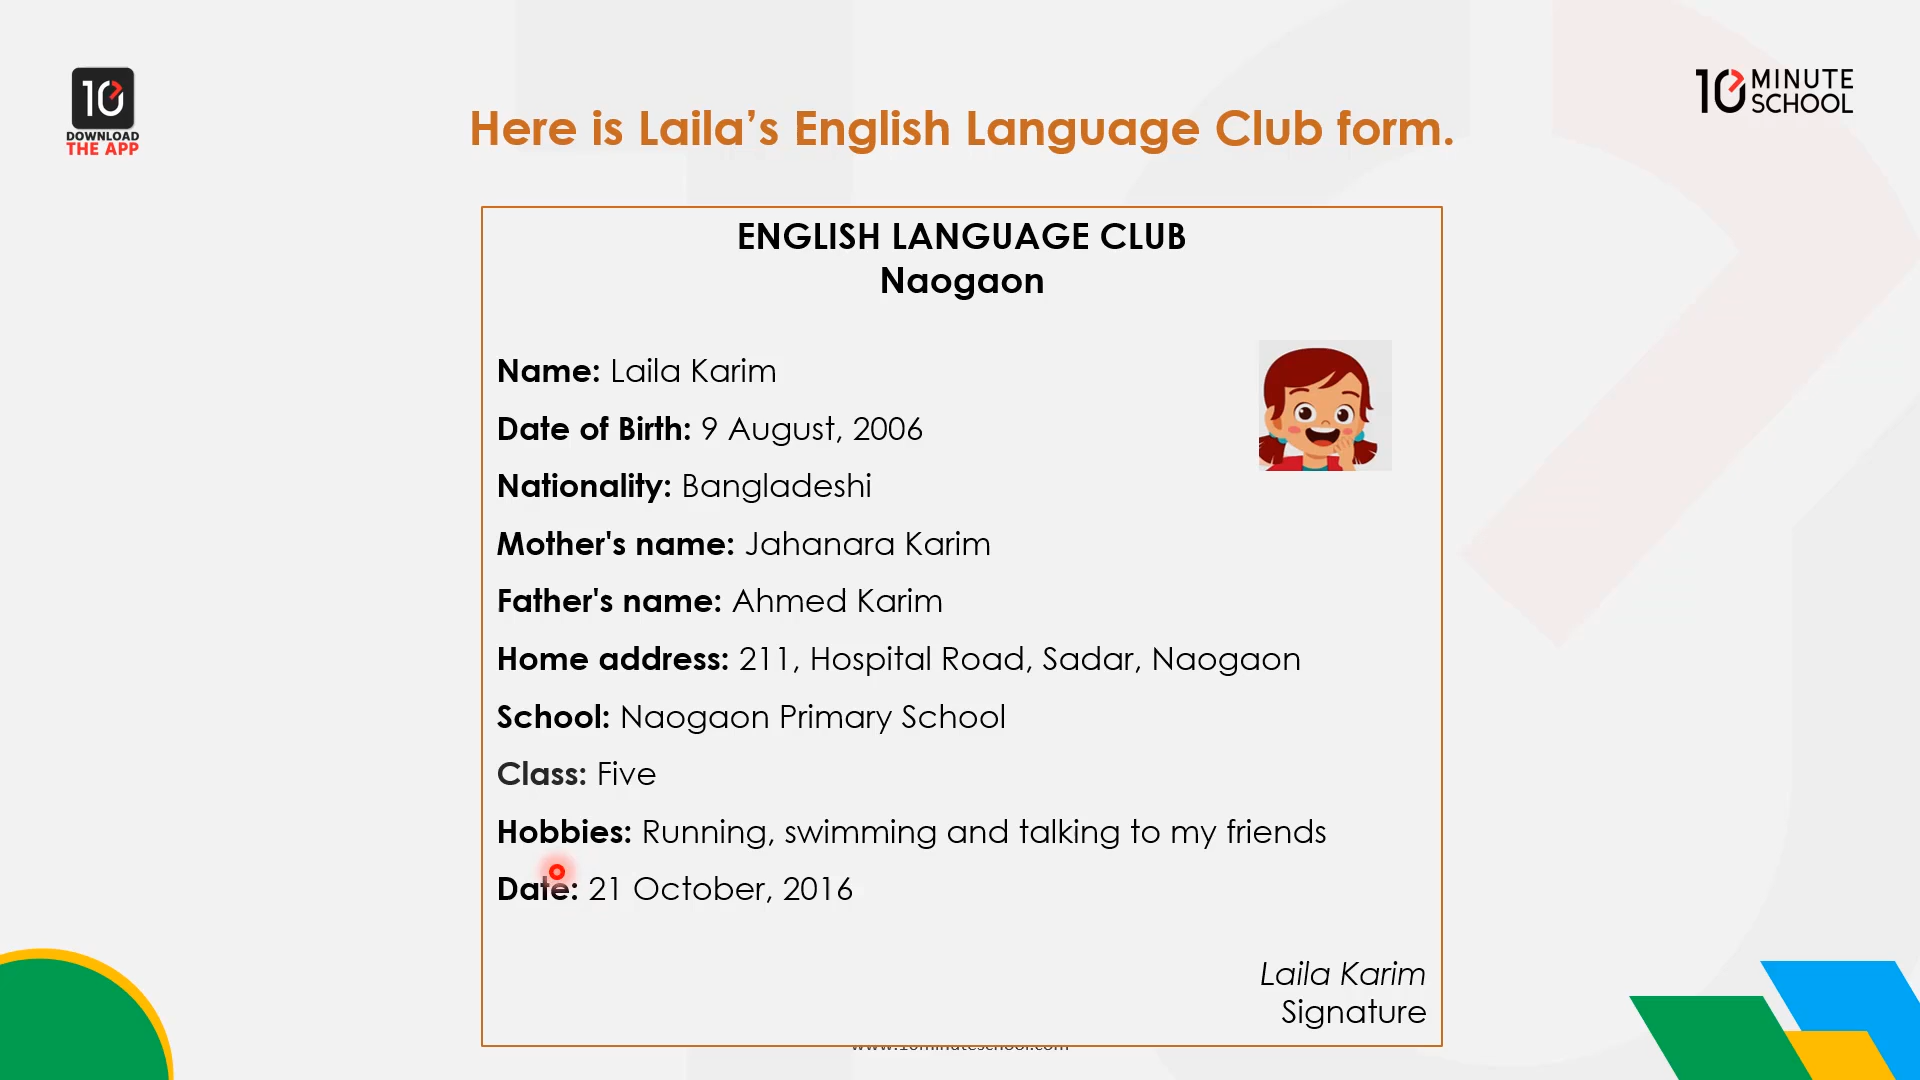 DOWNLOAD
THE APP
10 MINUTE
SCHOOL
Here is Laila’s English Language Club form.
ENGLISH LANGUAGE CLUB
Naogaon
Name: Laila Karim
Date of Birth: 9 August, 2006
Nationality: Bangladeshi
Mother's name: Jahanara Karim
Father's name: Ahmed Karim
Home address: 211, Hospital Road, Sadar, Naogaon
School: Naogaon Primary School
Class: Five
Hobbies: Running, swimming and talking to my friends
Date: 21 October, 2016
Laila Karim
Signature
www.10minuteschool.com